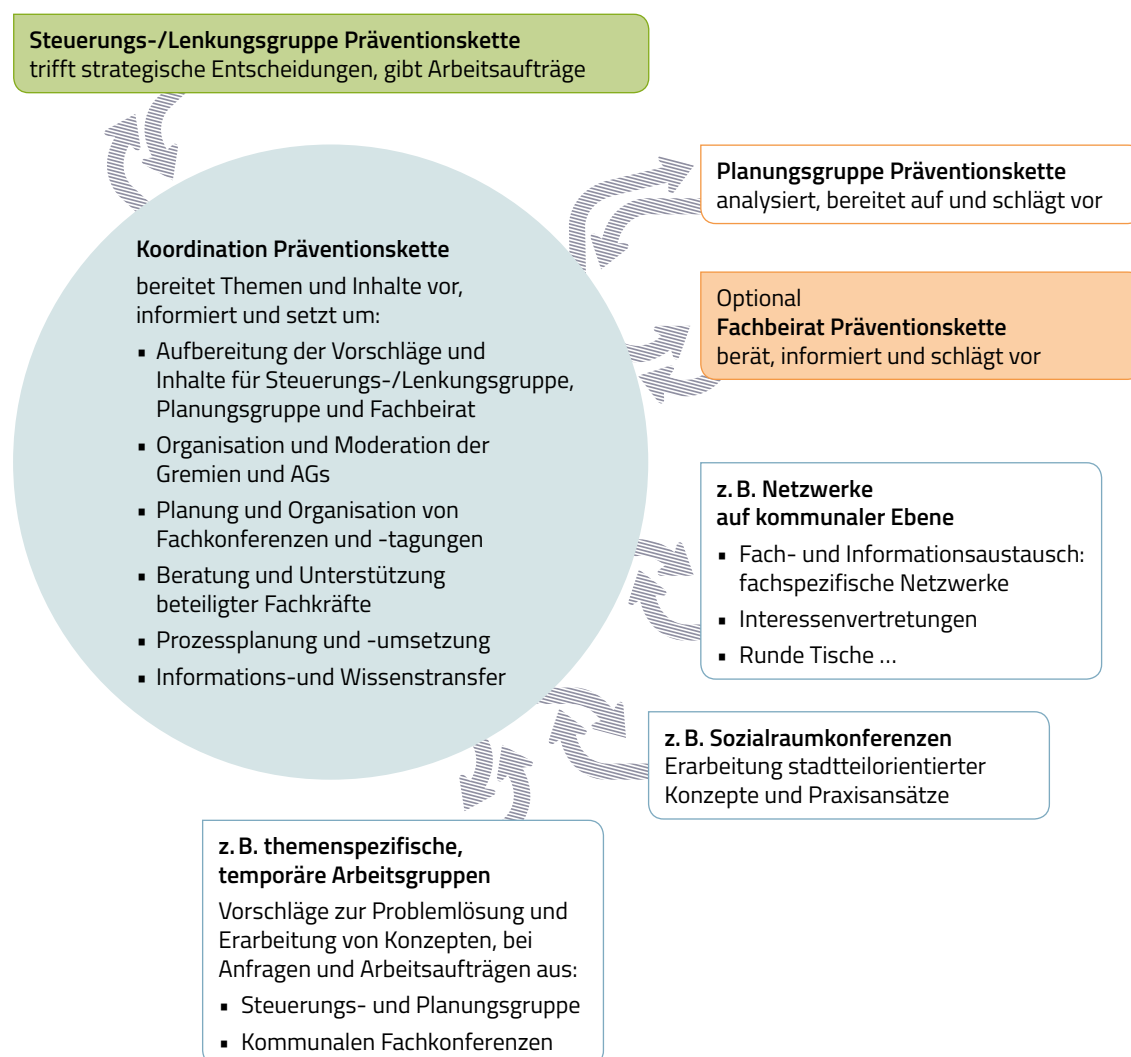 Steuerungs-/Lenkungsgruppe Präventionskette
trifft strategische Entscheidungen, gibt Arbeitsaufträge
Planungsgruppe Präventionskette
analysiert, bereitet auf und schlägt vor
Koordination Präventionskette
bereitet Themen und Inhalte vor,
informiert und setzt um:
▪ Aufbereitung der Vorschläge und
Inhalte für Steuerungs-/Lenkungsgruppe,
Planungsgruppe und Fachbeirat
▪ Organisation und Moderation der
Gremien und AGs
▪ Planung und Organisation von
Fachkonferenzen und -tagungen
▪ Beratung und Unterstützung
beteiligter Fachkräfte
▪ Prozessplanung und -umsetzung
▪ Informations-und Wissenstransfer
Optional
Fachbeirat Präventionskette
berät, informiert und schlägt vor
z. B. Netzwerke
auf kommunaler Ebene
▪ Fach- und Informationsaustausch:
fachspezifische Netzwerke
▪ Interessenvertretungen
▪ Runde Tische …
z. B. Sozialraumkonferenzen
Erarbeitung stadtteilorientierter
Konzepte und Praxisansätze
z. B. themenspezifische,
temporäre Arbeitsgruppen
Vorschläge zur Problemlösung und
Erarbeitung von Konzepten, bei
Anfragen und Arbeitsaufträgen aus:
▪ Steuerungs- und Planungsgruppe
▪ Kommunalen Fachkonferenzen